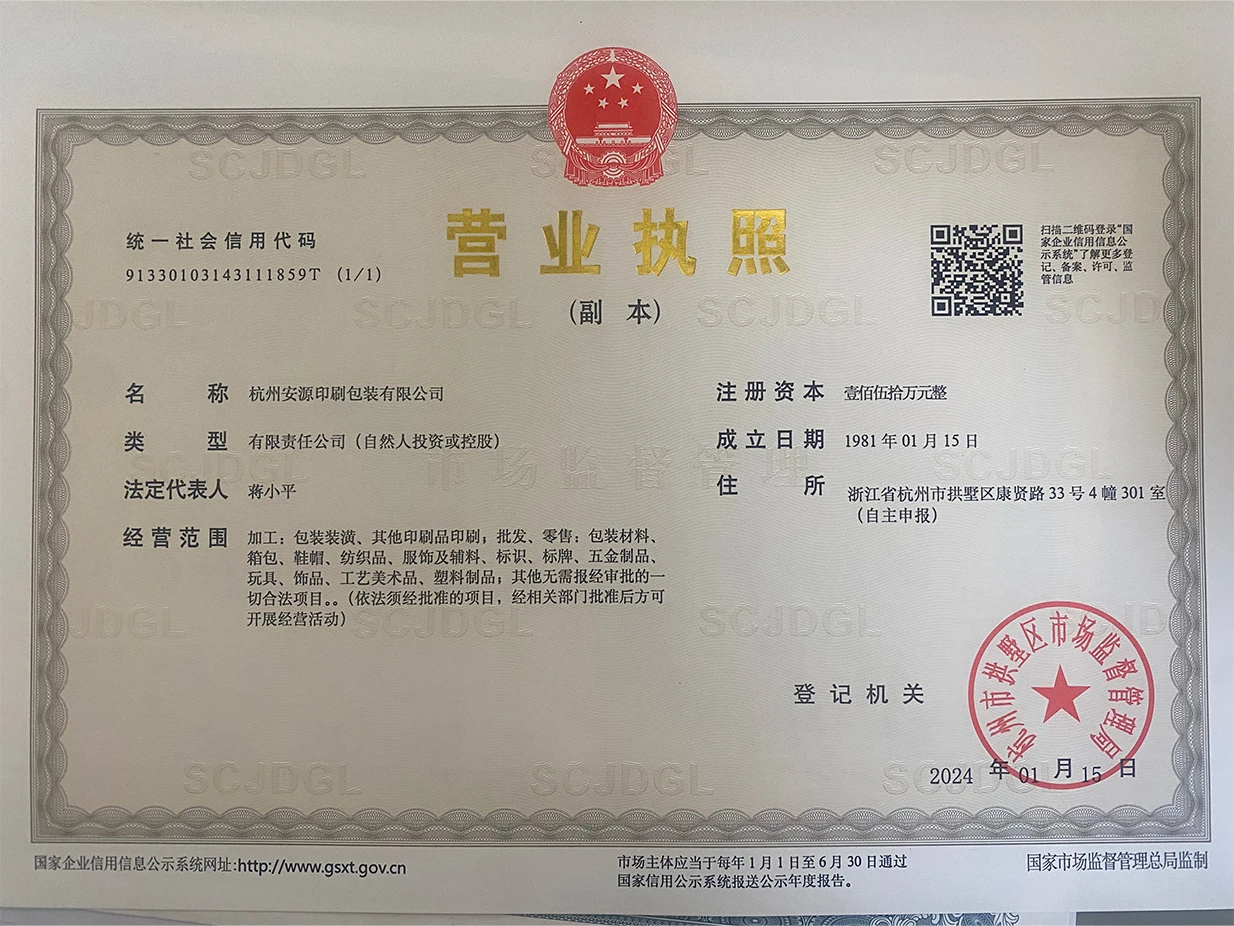 营业执照
(副 本)
统一社会信用代码
91330103143111859T (1/1)
扫描二维码登录“国
家企业信用信息公
示系统”了解更多登
记、备案、许可、监
管信息
名 称 杭州安源印刷包装有限公司
类 型 有限责任公司（自然人投资或控股）
法定代表人 蒋小平
经营范围 加工：包装装潢、其他印刷品印刷；批发、零售：包装材料、
箱包、鞋帽、纺织品、服饰及辅料、标识、标牌、五金制品、
玩具、饰品、工艺美术品、塑料制品；其他无需报经审批的一
切合法项目。。（依法须经批准的项目，经相关部门批准后方可
开展经营活动）
注册资本 壹佰伍拾万元整
成立日期 1981年01月15日
住 所 浙江省杭州市拱墅区康贤路33号4幢301室
（自主申报）
登记机关
杭州市拱墅区市场监督管理局
2024 年 01 月 15 日
国家企业信用信息公示系统网址:http://www.gsxt.gov.cn
市场主体应当于每年1月1日至6月30日通过
国家信用公示系统报送公示年度报告。
国家市场监督管理总局监制
SCJDGL
市场监督管理